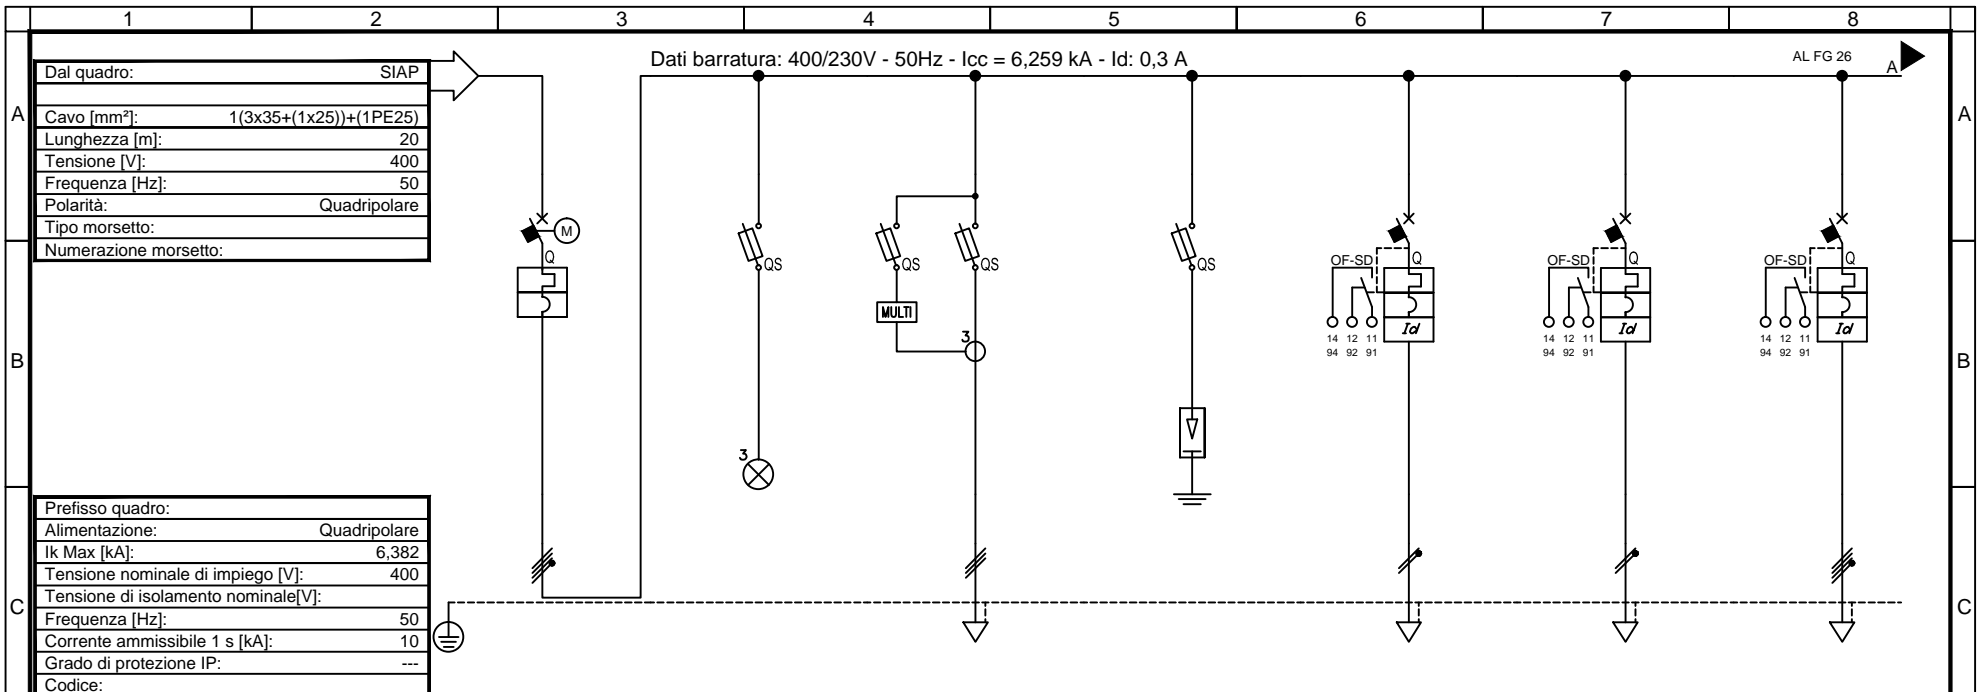 1 2 3 4 5 6 7 8
Dati barratura: 400/230V - 50Hz - Icc = 6,259 kA - Id: 0,3 A
AL FG 26
A
A
A
Dal quadro: SIAP
Cavo [mm²]: 1(3x35+(1x25))+(1PE25)
Lunghezza [m]: 20
Tensione [V]: 400
Frequenza [Hz]: 50
Polarità: Quadripolare
Tipo morsetto:
Numerazione morsetto:
M
Q
QS
QS
QS
QS
OF-SD Q
OF-SD Q
OF-SD Q
MULTI
Id
Id
Id
14 12 11
94 92 91
14 12 11
94 92 91
14 12 11
94 92 91
3
B
B
3
Prefisso quadro:
Alimentazione: Quadripolare
Ik Max [kA]: 6,382
Tensione nominale di impiego [V]: 400
Tensione di isolamento nominale[V]:
Frequenza [Hz]: 50
Corrente ammissibile 1 s [kA]: 10
Grado di protezione IP: ---
Codice:
C
C